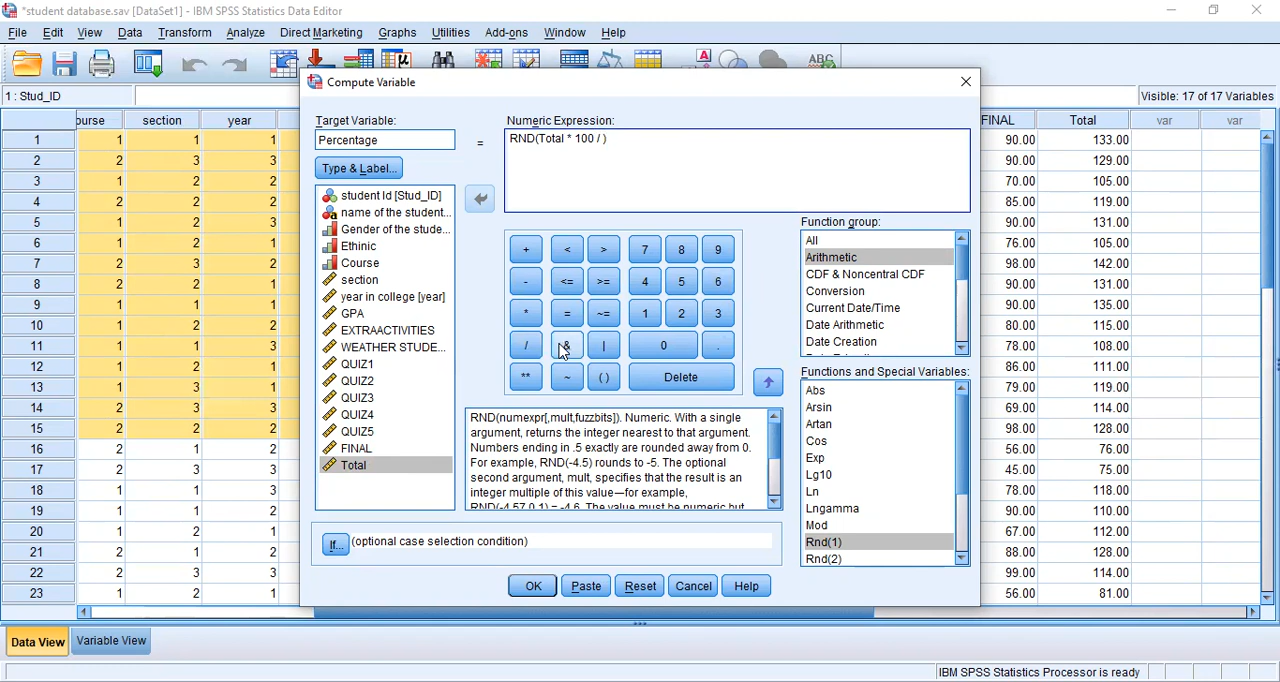 *student database.sav [DataSet1] - IBM SPSS Statistics Data Editor
File Edit View Data Transform Analyze Direct Marketing Graphs Utilities Add-ons Window Help
1 : Stud_ID
Visible: 17 of 17 Variables
Compute Variable
Target Variable:
Percentage
=
Numeric Expression:
RND(Total * 100 / )
Type & Label...
student Id [Stud_ID]
name of the student...
Gender of the stude...
Ethinic
Course
section
year in college [year]
GPA
EXTRAACTIVITIES
WEATHER STUDE...
QUIZ1
QUIZ2
QUIZ3
QUIZ4
QUIZ5
FINAL
Total
+ < > 7 8 9
- <= >= 4 5 6
* = ~= 1 2 3
/ & | 0 .
** ~ ( ) Delete
Function group:
All
Arithmetic
CDF & Noncentral CDF
Conversion
Current Date/Time
Date Arithmetic
Date Creation
Functions and Special Variables:
Abs
Arsin
Artan
Cos
Exp
Lg10
Ln
Lngamma
Mod
Rnd(1)
Rnd(2)
RND(numexpr[,mult,fuzzbits]). Numeric. With a single
argument, returns the integer nearest to that argument.
Numbers ending in .5 exactly are rounded away from 0.
For example, RND(-4.5) rounds to -5. The optional
second argument, mult, specifies that the result is an
integer multiple of this value—for example,
RND(-4.57,0.1) = -4.6. The value must be numeric but
If... (optional case selection condition)
OK Paste Reset Cancel Help
ourse section year FINAL Total var var
1 1 1 1 90.00 133.00
2 2 3 3 90.00 129.00
3 1 2 2 70.00 105.00
4 2 2 2 85.00 119.00
5 1 2 3 90.00 131.00
6 1 2 1 76.00 105.00
7 2 3 2 98.00 142.00
8 2 1 2 90.00 131.00
9 1 1 1 90.00 135.00
10 1 2 2 80.00 115.00
11 1 2 3 78.00 108.00
12 1 1 2 86.00 111.00
13 1 3 1 79.00 119.00
14 2 3 3 69.00 114.00
15 2 2 2 98.00 128.00
16 2 1 2 56.00 76.00
17 2 3 3 45.00 75.00
18 1 1 3 78.00 118.00
19 1 1 2 90.00 110.00
20 1 2 1 67.00 112.00
21 2 1 2 88.00 128.00
22 2 3 3 99.00 114.00
23 1 2 1 56.00 81.00
Data View Variable View
IBM SPSS Statistics Processor is ready